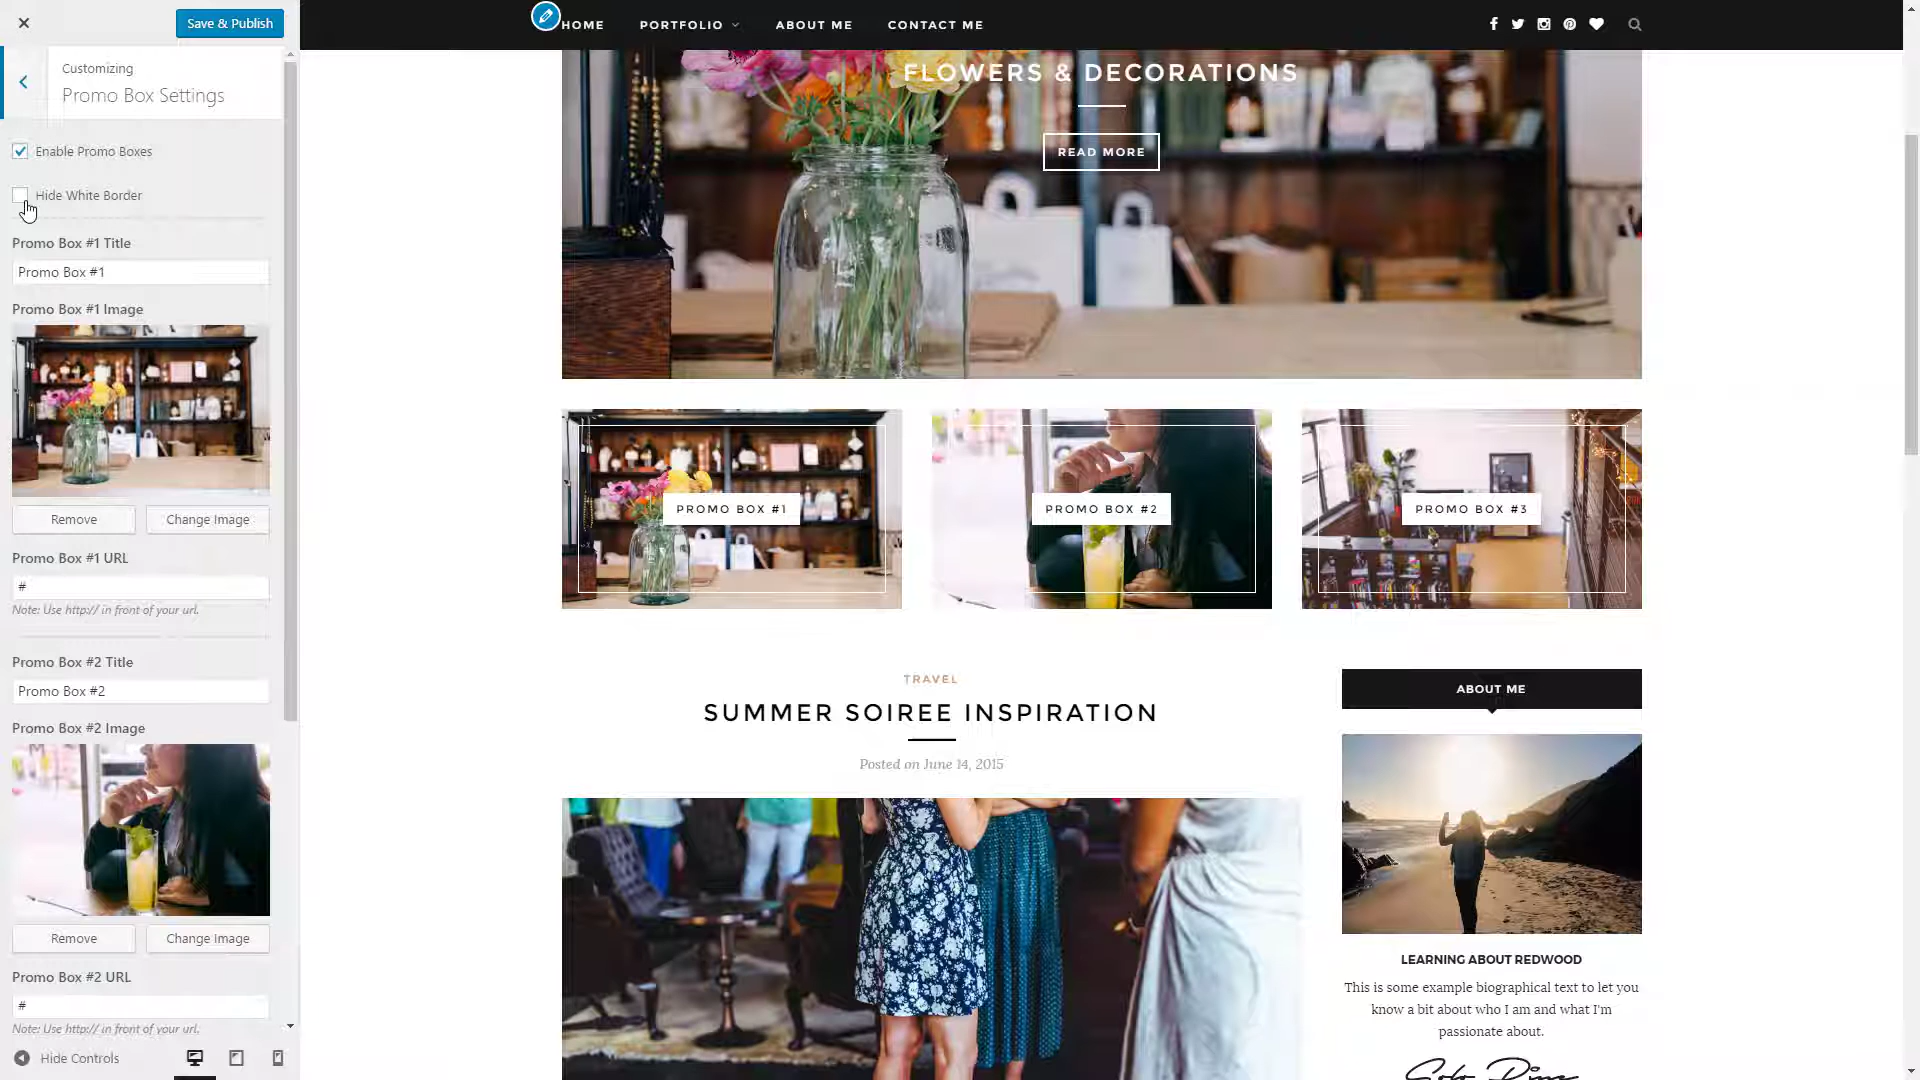 Save & Publish
Customizing
Promo Box Settings
Enable Promo Boxes
Hide White Border
Promo Box #1 Title
Promo Box #1
Promo Box #1 Image
Remove
Change Image
Promo Box #1 URL
#
Note: Use http:// in front of your url.
Promo Box #2 Title
Promo Box #2
Promo Box #2 Image
Remove
Change Image
Promo Box #2 URL
#
Note: Use http:// in front of your url.
Hide Controls
HOME PORTFOLIO ABOUT ME CONTACT ME
FLOWERS & DECORATIONS
READ MORE
PROMO BOX #1
PROMO BOX #2
PROMO BOX #3
TRAVEL
SUMMER SOIREE INSPIRATION
Posted on June 14, 2015
ABOUT ME
LEARNING ABOUT REDWOOD
This is some example biographical text to let you
know a bit about who I am and what I'm
passionate about.
Solo Pine